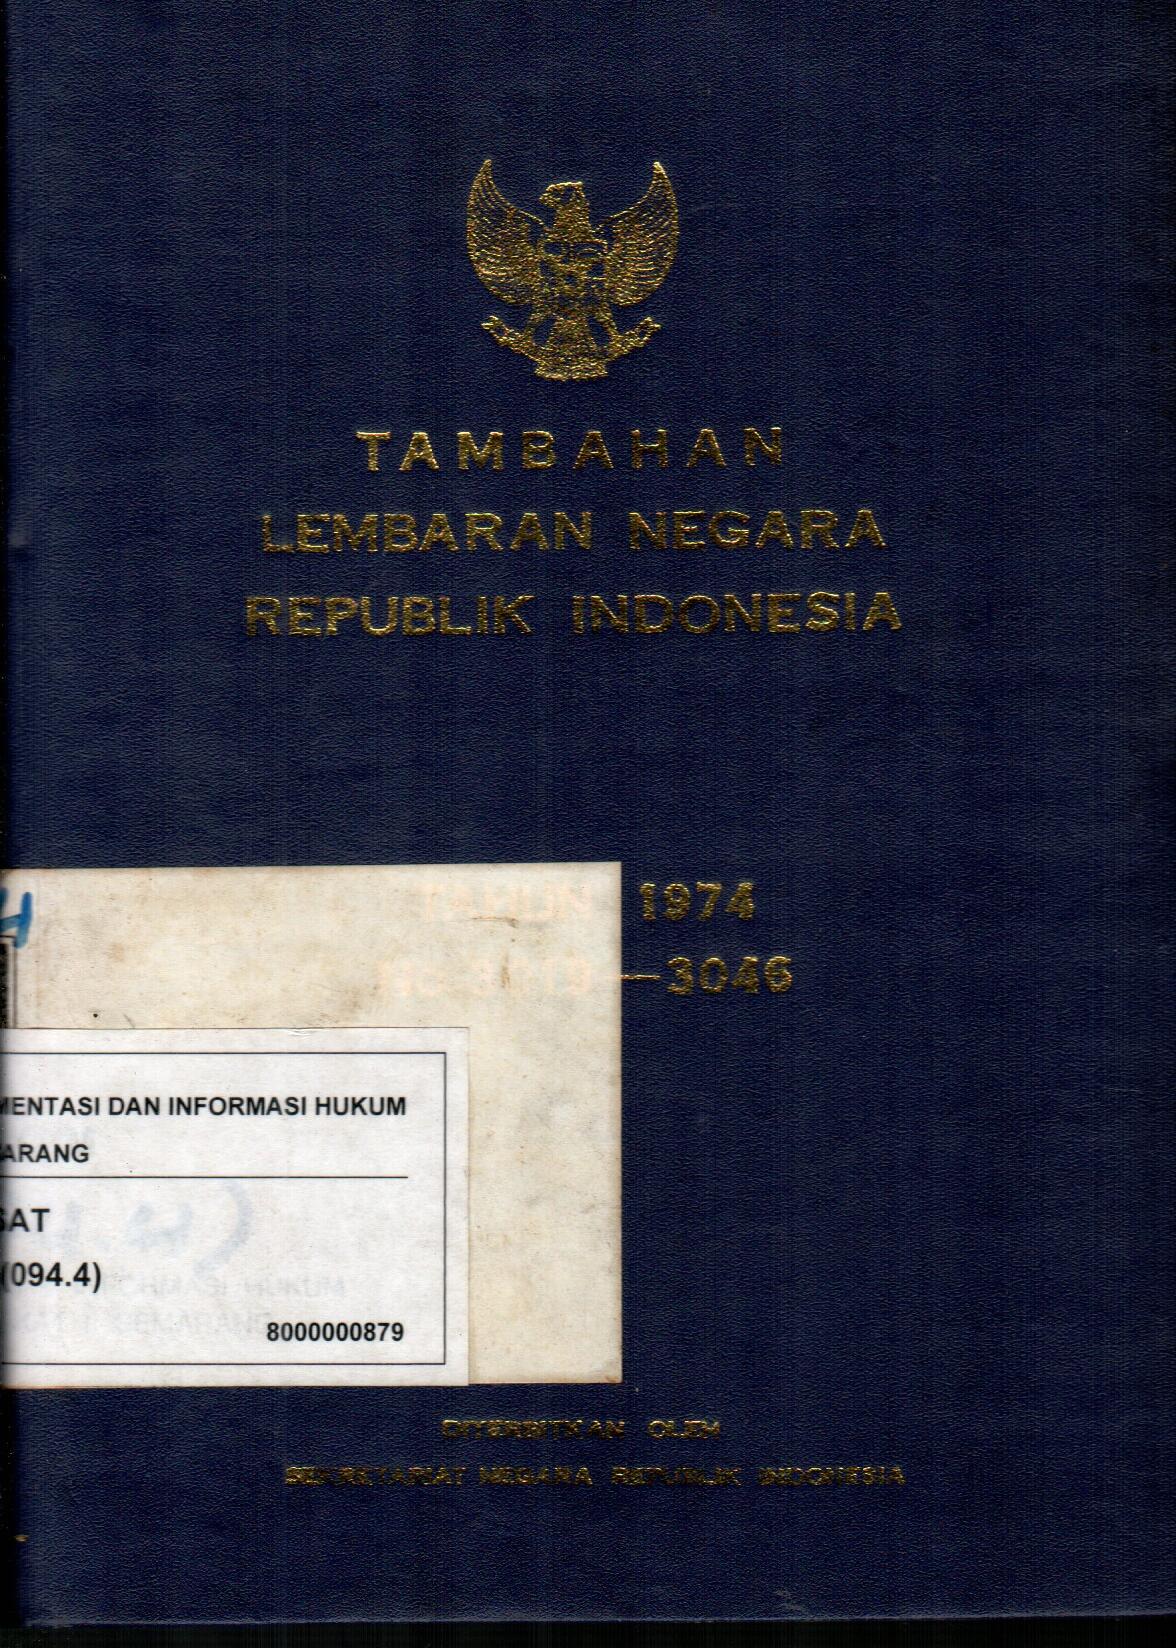 TAMBAHAN
LEMBARAN NEGARA
REPUBLIK INDONESIA
TAHUN 1974
—3046
MENTASI DAN INFORMASI HUKUM
ARANG
SAT
(094.4)
8000000879
DITERBITKAN OLEH
SEKRETARIAT NEGARA REPUBLIK INDONESIA